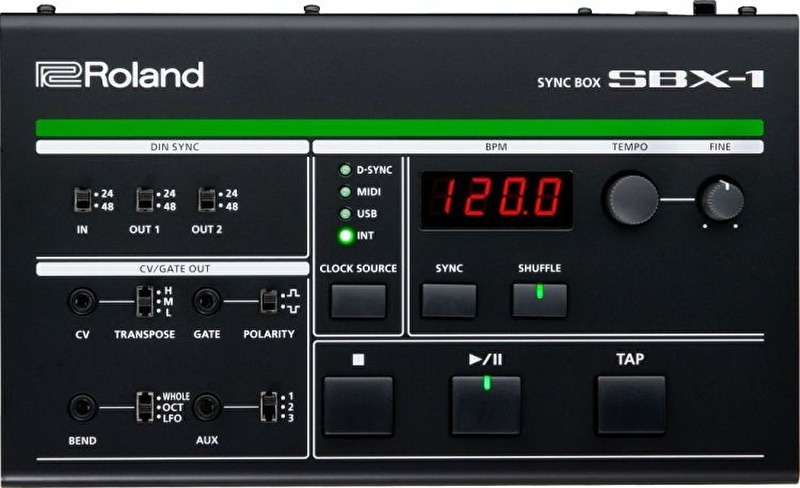 Roland
SYNC BOX SBX-1
DIN SYNC
BPM TEMPO FINE
24
48
24
48
24
48
IN OUT 1 OUT 2
D-SYNC
MIDI
USB
INT
120.0
CLOCK SOURCE SYNC SHUFFLE
CV/GATE OUT
H
M
L
CV TRANSPOSE GATE POLARITY
WHOLE
OCT
LFO
1
2
3
BEND AUX
■ ▶/II TAP